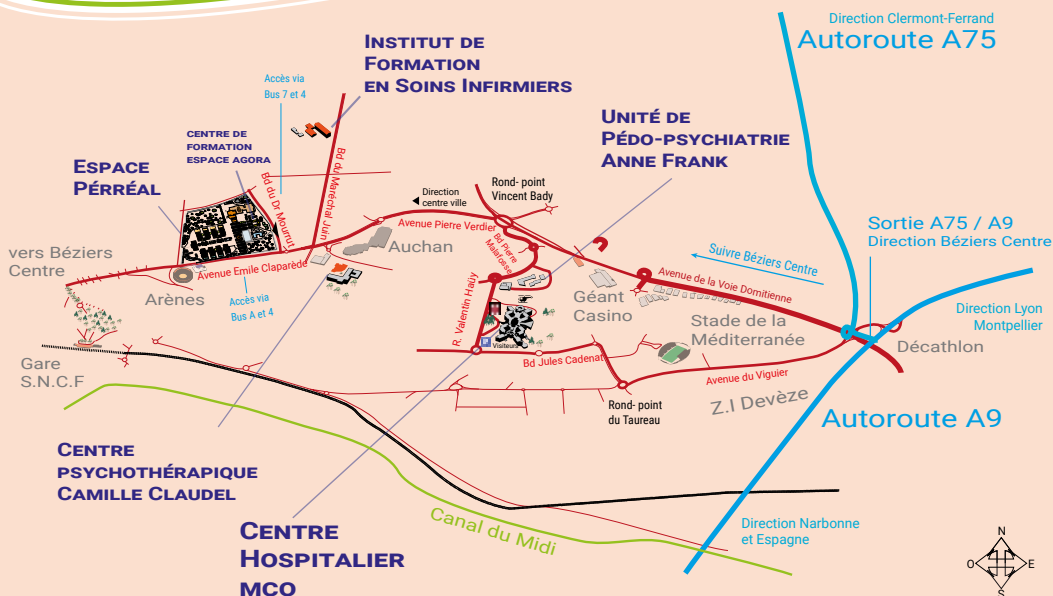 Direction Clermont-Ferrand
Autoroute A75
INSTITUT DE
FORMATION
EN SOINS INFIRMIERS
Accès via
Bus 7 et 4
UNITÉ DE
PÉDO-PSYCHIATRIE
ANNE FRANK
CENTRE DE
FORMATION
ESPACE AGORA
ESPACE
PÉRRÉAL
Bd du Maréchal Juin
Bd du Dr Mourrut
Direction
centre ville
Rond- point
Vincent Bady
Avenue Pierre Verdier
Bd Pierre
Malafosse
Auchan
Sortie A75 / A9
Direction Béziers Centre
Suivre Béziers Centre
vers Béziers
Centre
Avenue Emile Claparède
Avenue de la Voie Domitienne
Arènes
Accès via
Bus A et 4
R. Valentin Haüy
Géant
Casino
Direction Lyon
Montpellier
Stade de la
Méditerranée
Décathlon
P
Visiteurs
Bd Jules Cadenat
Gare
S.N.C.F
Avenue du Viguier
Z.I Devèze
Rond- point
du Taureau
Autoroute A9
CENTRE
PSYCHOTHÉRAPIQUE
CAMILLE CLAUDEL
Canal du Midi
CENTRE
HOSPITALIER
MCO
Direction Narbonne
et Espagne
N
O
E
S